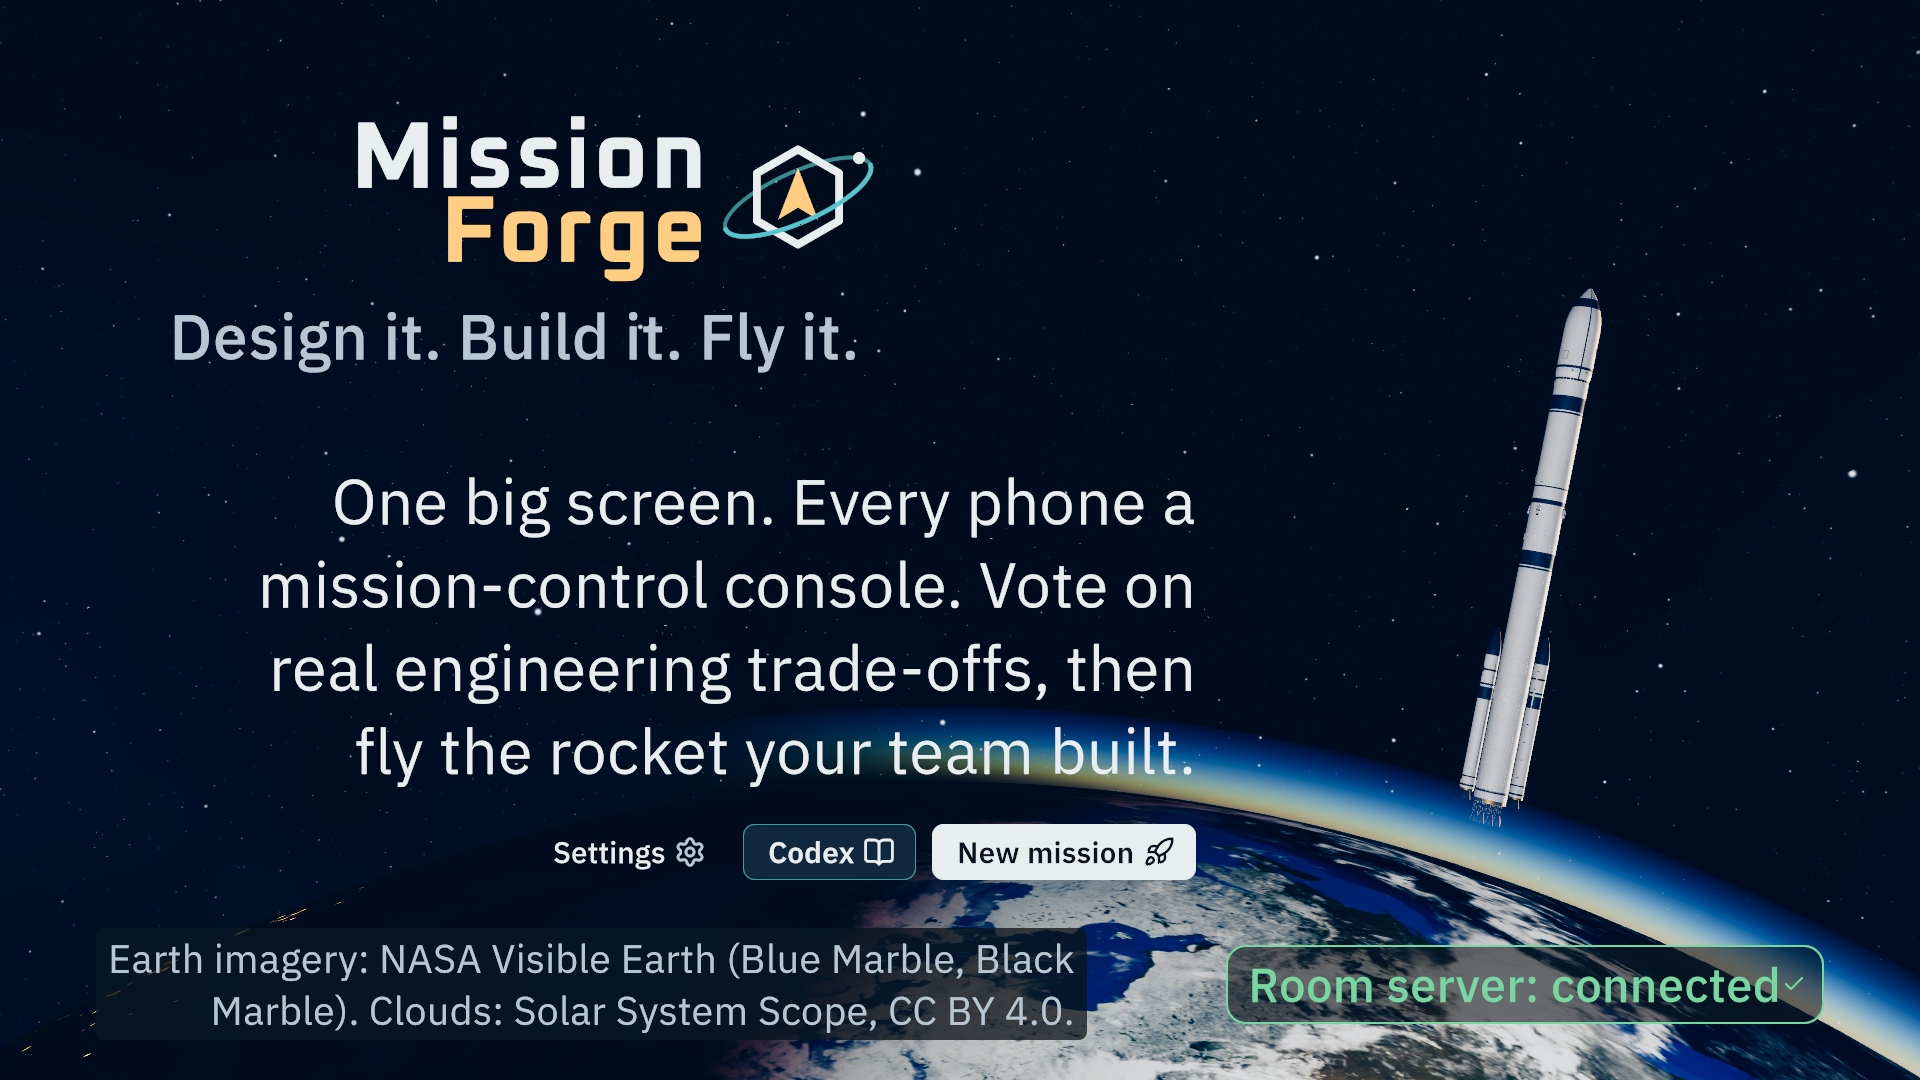 Mission
Forge
Design it. Build it. Fly it.
One big screen. Every phone a
mission-control console. Vote on
real engineering trade-offs, then
fly the rocket your team built.
Settings
Codex
New mission
Earth imagery: NASA Visible Earth (Blue Marble, Black
Marble). Clouds: Solar System Scope, CC BY 4.0.
Room server: connected